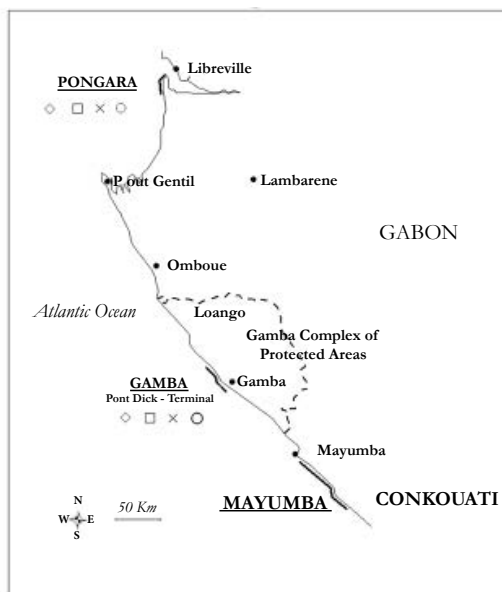 Libreville
PONGARA
P out Gentil
Lambarene
GABON
Omboue
Atlantic Ocean
Loango
Gamba Complex of
Protected Areas
GAMBA
Gamba
Pont Dick - Terminal
Mayumba
MAYUMBA
CONKOUATI
N
W E
S
50 Km